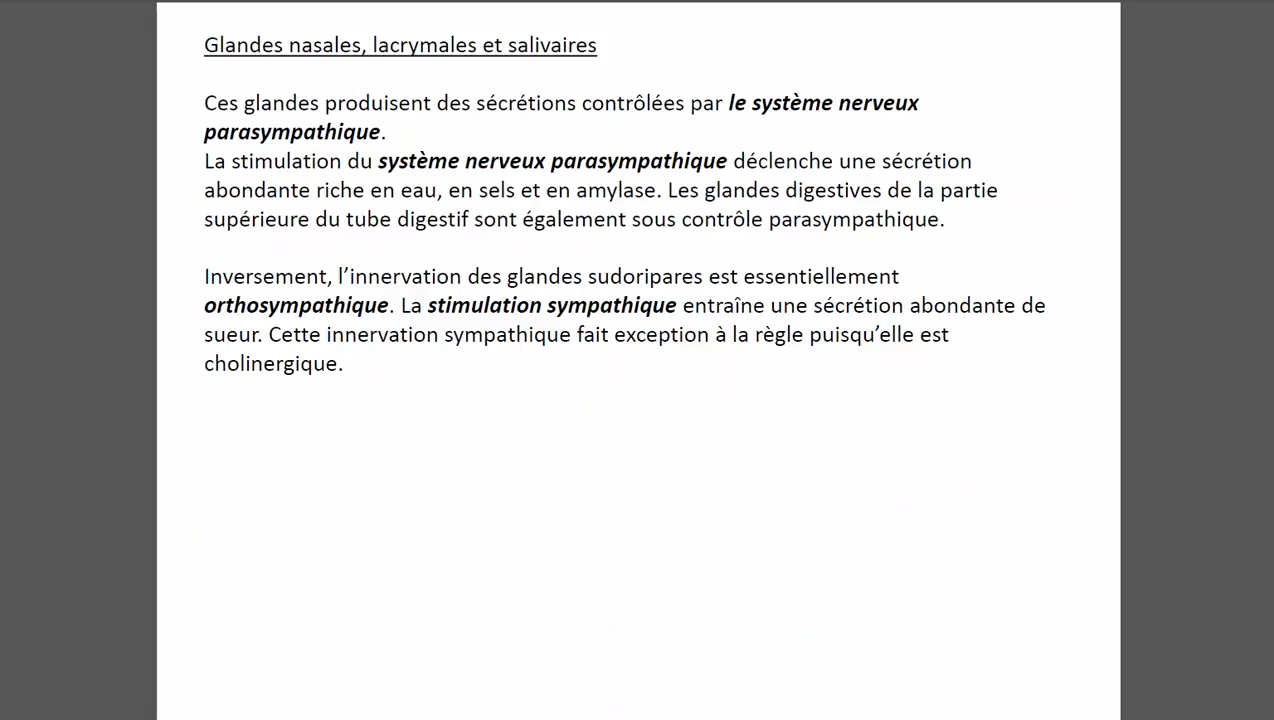 Glandes nasales, lacrymales et salivaires
Ces glandes produisent des sécrétions contrôlées par le système nerveux
parasympathique.
La stimulation du système nerveux parasympathique déclenche une sécrétion
abondante riche en eau, en sels et en amylase. Les glandes digestives de la partie
supérieure du tube digestif sont également sous contrôle parasympathique.
Inversement, l’innervation des glandes sudoripares est essentiellement
orthosympathique. La stimulation sympathique entraîne une sécrétion abondante de
sueur. Cette innervation sympathique fait exception à la règle puisqu’elle est
cholinergique.